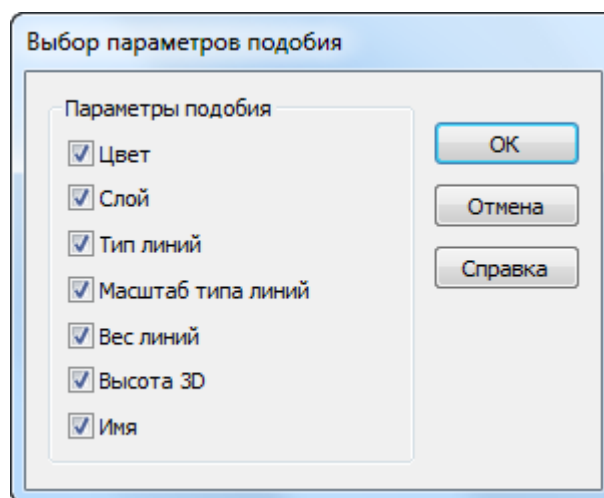 Выбор параметров подобия
Параметры подобия
Цвет
Слой
Тип линий
Масштаб типа линий
Вес линий
Высота 3D
Имя
ОК
Отмена
Справка